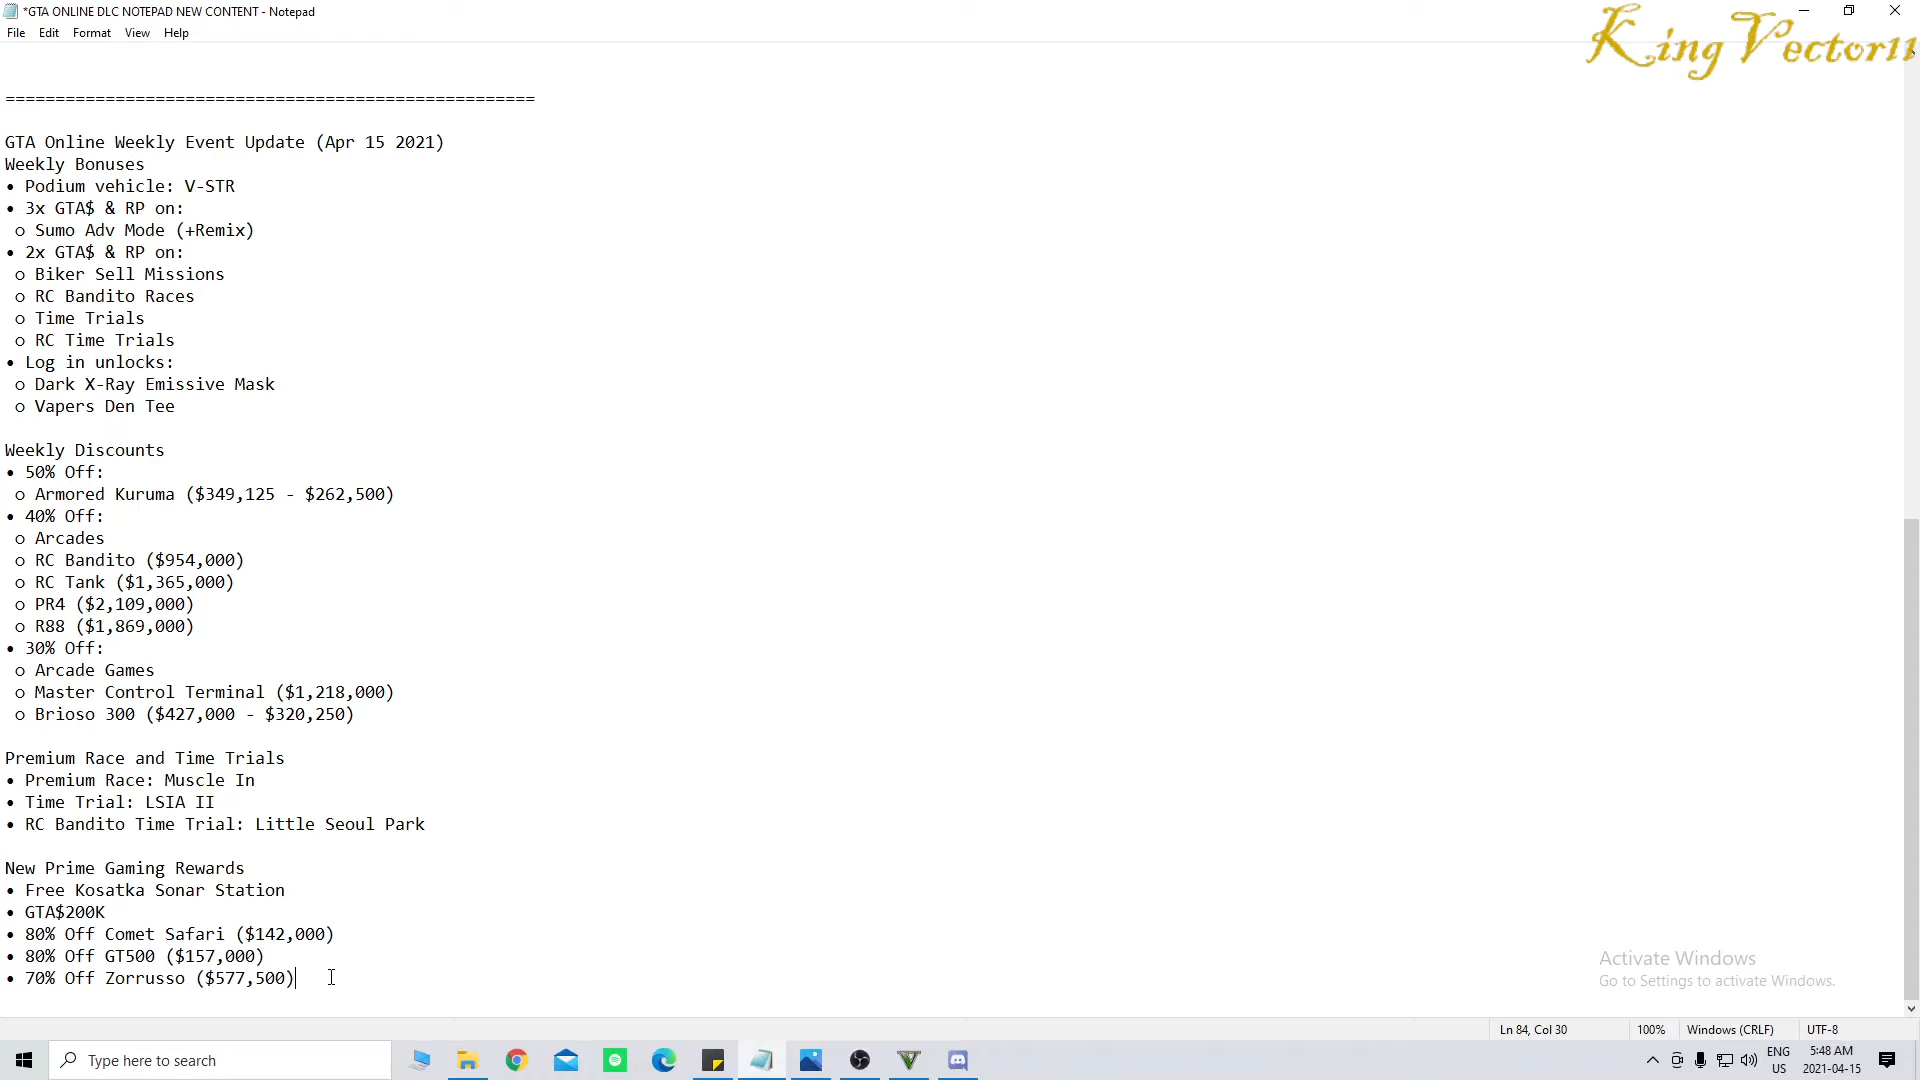 *GTA ONLINE DLC NOTEPAD NEW CONTENT - Notepad
File Edit Format View Help
King Vector11
=====================================================
GTA Online Weekly Event Update (Apr 15 2021)
Weekly Bonuses
• Podium vehicle: V-STR
• 3x GTA$ & RP on:
o Sumo Adv Mode (+Remix)
• 2x GTA$ & RP on:
o Biker Sell Missions
o RC Bandito Races
o Time Trials
o RC Time Trials
• Log in unlocks:
o Dark X-Ray Emissive Mask
o Vapers Den Tee
Weekly Discounts
• 50% Off:
o Armored Kuruma ($349,125 - $262,500)
• 40% Off:
o Arcades
o RC Bandito ($954,000)
o RC Tank ($1,365,000)
o PR4 ($2,109,000)
o R88 ($1,869,000)
• 30% Off:
o Arcade Games
o Master Control Terminal ($1,218,000)
o Brioso 300 ($427,000 - $320,250)
Premium Race and Time Trials
• Premium Race: Muscle In
• Time Trial: LSIA II
• RC Bandito Time Trial: Little Seoul Park
New Prime Gaming Rewards
• Free Kosatka Sonar Station
• GTA$200K
• 80% Off Comet Safari ($142,000)
• 80% Off GT500 ($157,000)
• 70% Off Zorrusso ($577,500)
Activate Windows
Go to Settings to activate Windows.
Ln 84, Col 30 100% Windows (CRLF) UTF-8
Type here to search
ENG
US
5:48 AM
2021-04-15